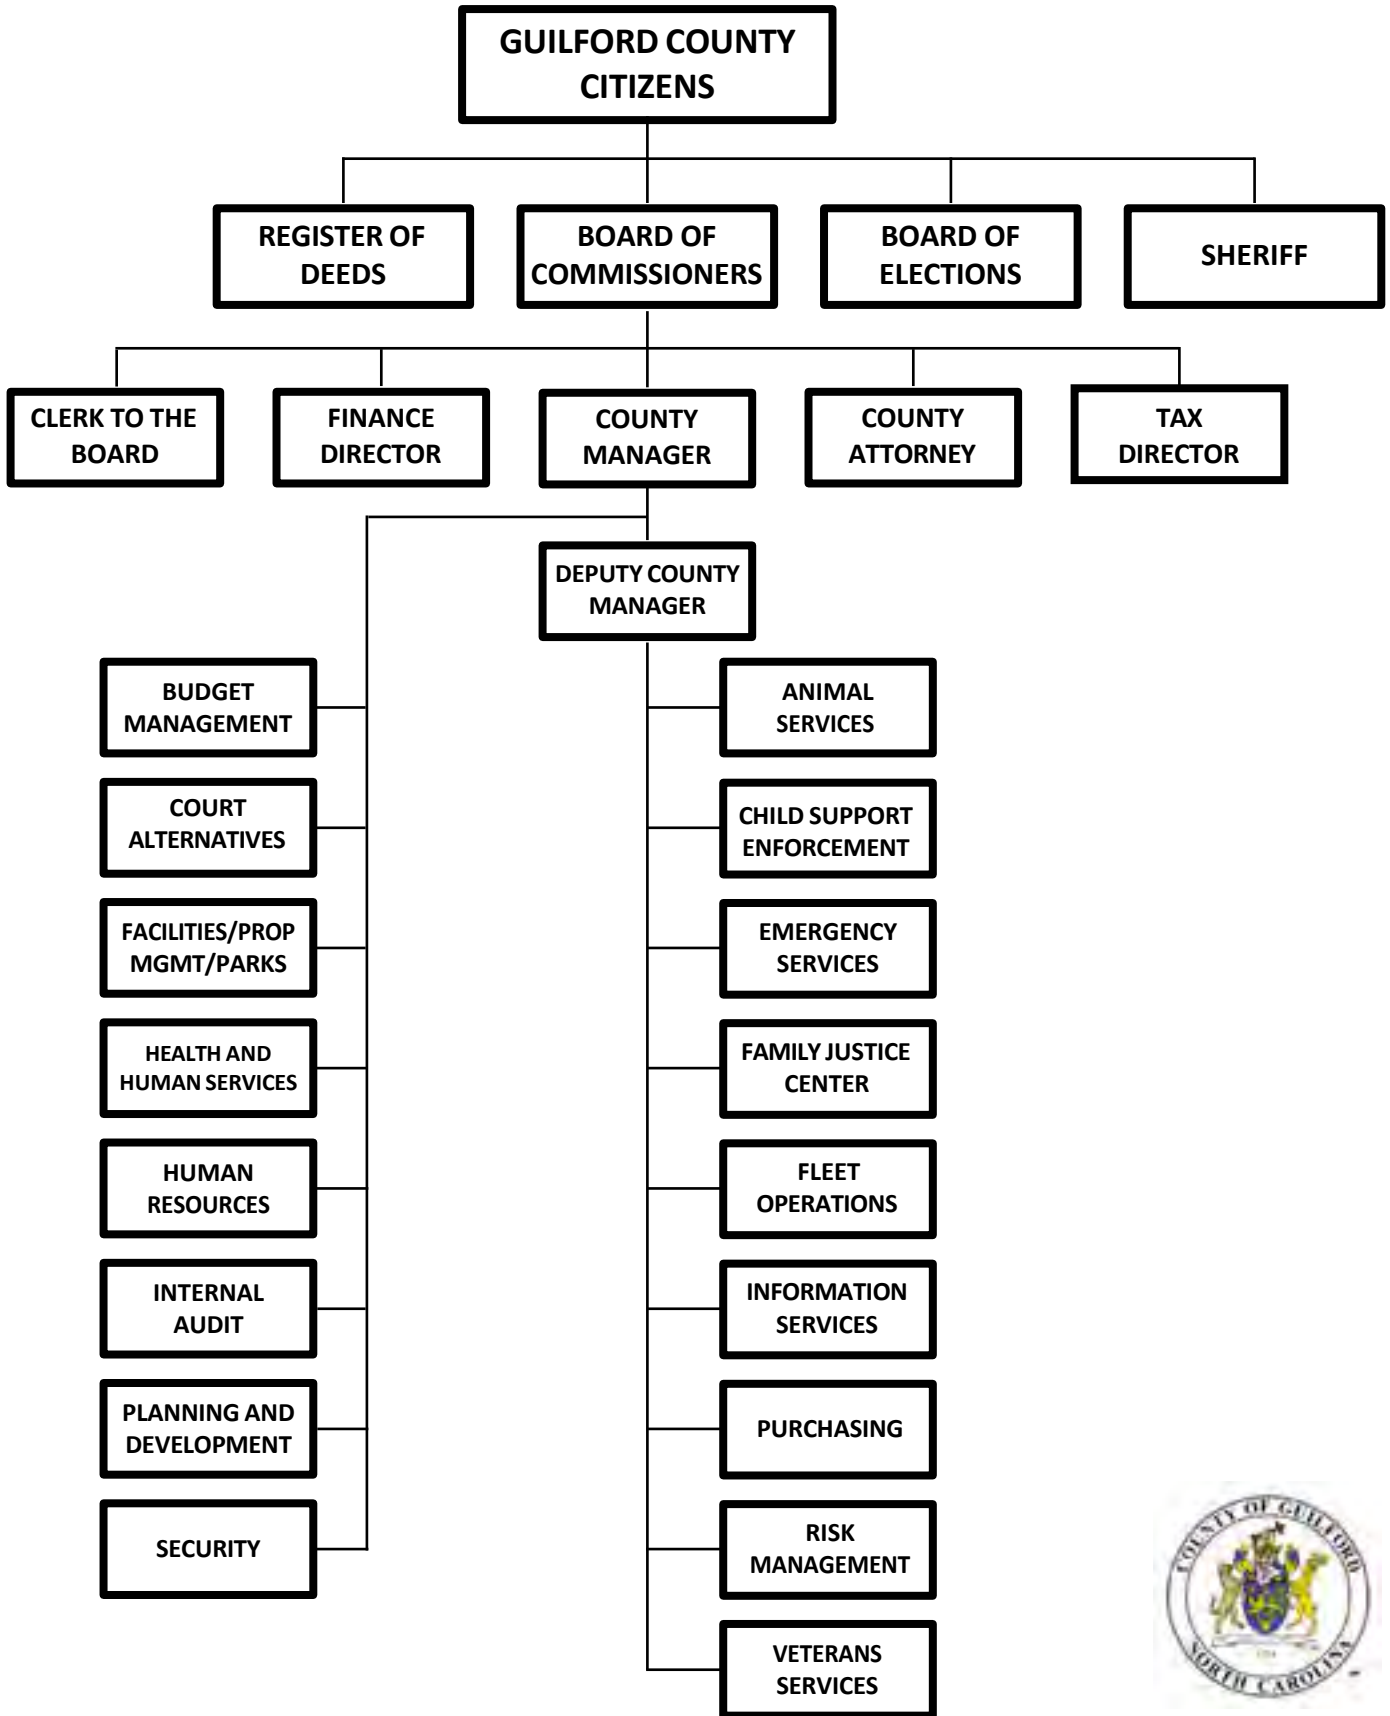 GUILFORD COUNTY
CITIZENS
REGISTER OF
DEEDS
BOARD OF
COMMISSIONERS
BOARD OF
ELECTIONS
SHERIFF
CLERK TO THE
BOARD
FINANCE
DIRECTOR
COUNTY
MANAGER
COUNTY
ATTORNEY
TAX
DIRECTOR
DEPUTY COUNTY
MANAGER
BUDGET
MANAGEMENT
COURT
ALTERNATIVES
FACILITIES/PROP
MGMT/PARKS
HEALTH AND
HUMAN SERVICES
HUMAN
RESOURCES
INTERNAL
AUDIT
PLANNING AND
DEVELOPMENT
SECURITY
ANIMAL
SERVICES
CHILD SUPPORT
ENFORCEMENT
EMERGENCY
SERVICES
FAMILY JUSTICE
CENTER
FLEET
OPERATIONS
INFORMATION
SERVICES
PURCHASING
RISK
MANAGEMENT
VETERANS
SERVICES
COUNTY OF GUILFORD
NORTH CAROLINA